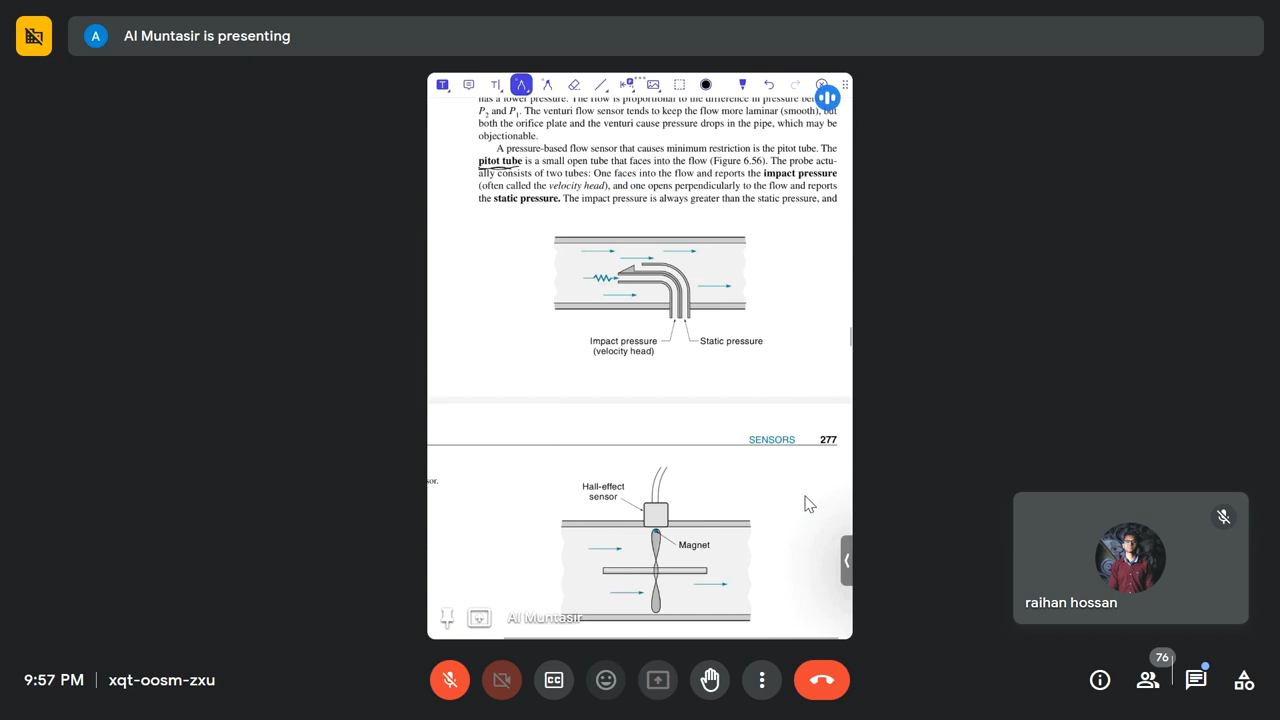 A
Al Muntasir is presenting
has a lower pressure. The flow is proportional to the difference in pressure
P2 and P1. The venturi flow sensor tends to keep the flow more laminar (smooth), but
both the orifice plate and the venturi cause pressure drops in the pipe, which may be
objectionable.
A pressure-based flow sensor that causes minimum restriction is the pitot tube. The
pitot tube is a small open tube that faces into the flow (Figure 6.56). The probe actu-
ally consists of two tubes: One faces into the flow and reports the impact pressure
(often called the velocity head), and one opens perpendicularly to the flow and reports
the static pressure. The impact pressure is always greater than the static pressure, and
Impact pressure
(velocity head)
Static pressure
SENSORS 277
sor.
Hall-effect
sensor
Magnet
Al Muntasir
raihan hossan
9:57 PM | xqt-oosm-zxu
76